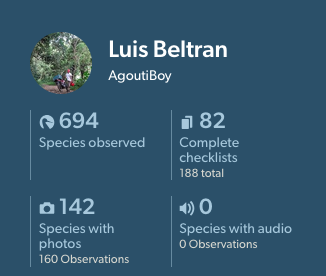 Luis Beltran
AgoutiBoy
694
Species observed
82
Complete
checklists
188 total
142
Species with
photos
160 Observations
0
Species with audio
0 Observations